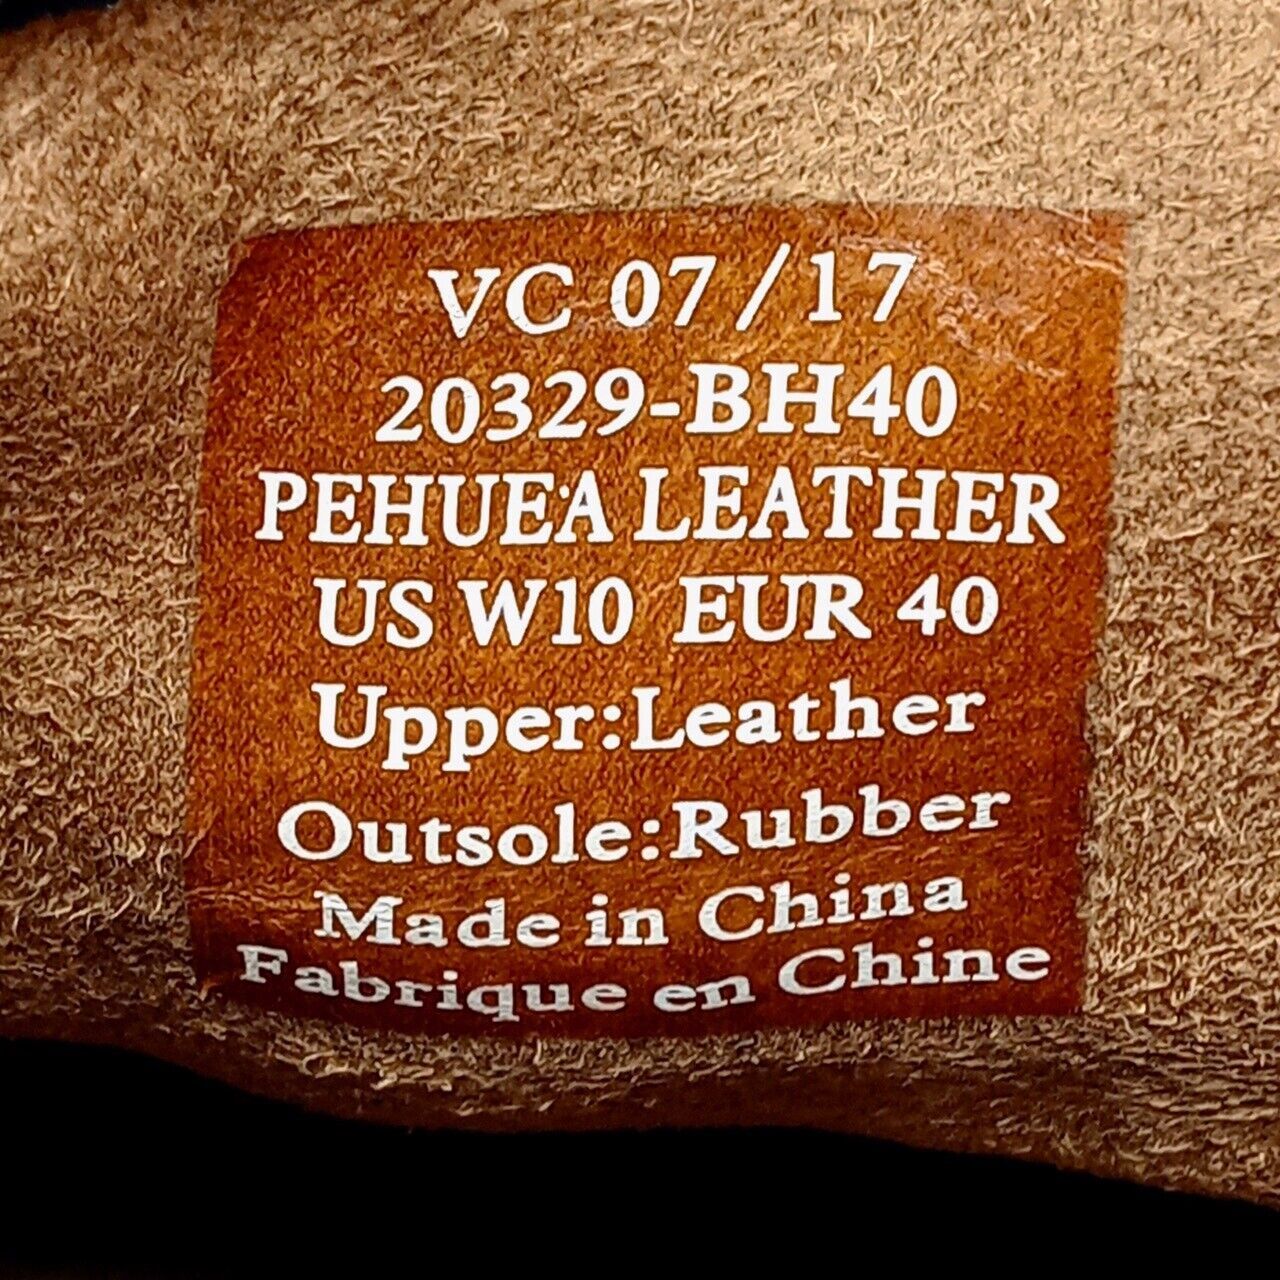 VC 07/17
20329-BH40
PEHUE'A LEATHER
US W10 EUR 40
Upper:Leather
Outsole:Rubber
Made in China
Fabrique en Chine